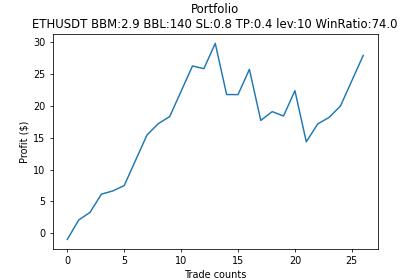 Portfolio
ETHUSDT BBM:2.9 BBL:140 SL:0.8 TP:0.4 lev:10 WinRatio:74.0
30
25
20
15
10
5
0
Profit ($)
0 5 10 15 20 25
Trade counts